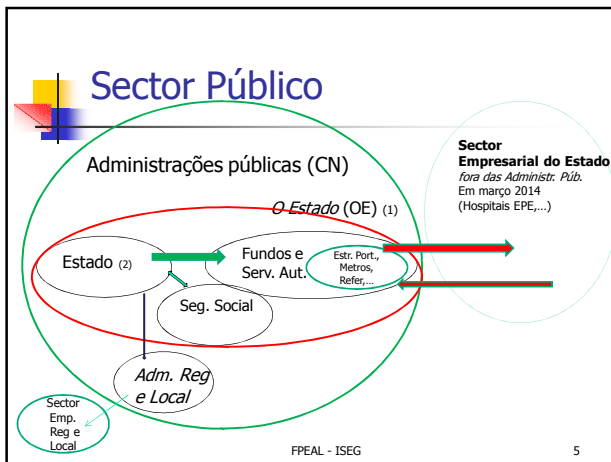 Sector Público
Sector
Empresarial do Estado
fora das Administr. Púb.
Em março 2014
(Hospitais EPE,...)
Administrações públicas (CN)
O Estado (OE) (1)
Estado (2)
Fundos e
Serv. Aut.
Estr. Port.,
Metros,
Refer,...
Seg. Social
Adm. Reg
e Local
Sector
Emp.
Reg e
Local
FPEAL - ISEG
5